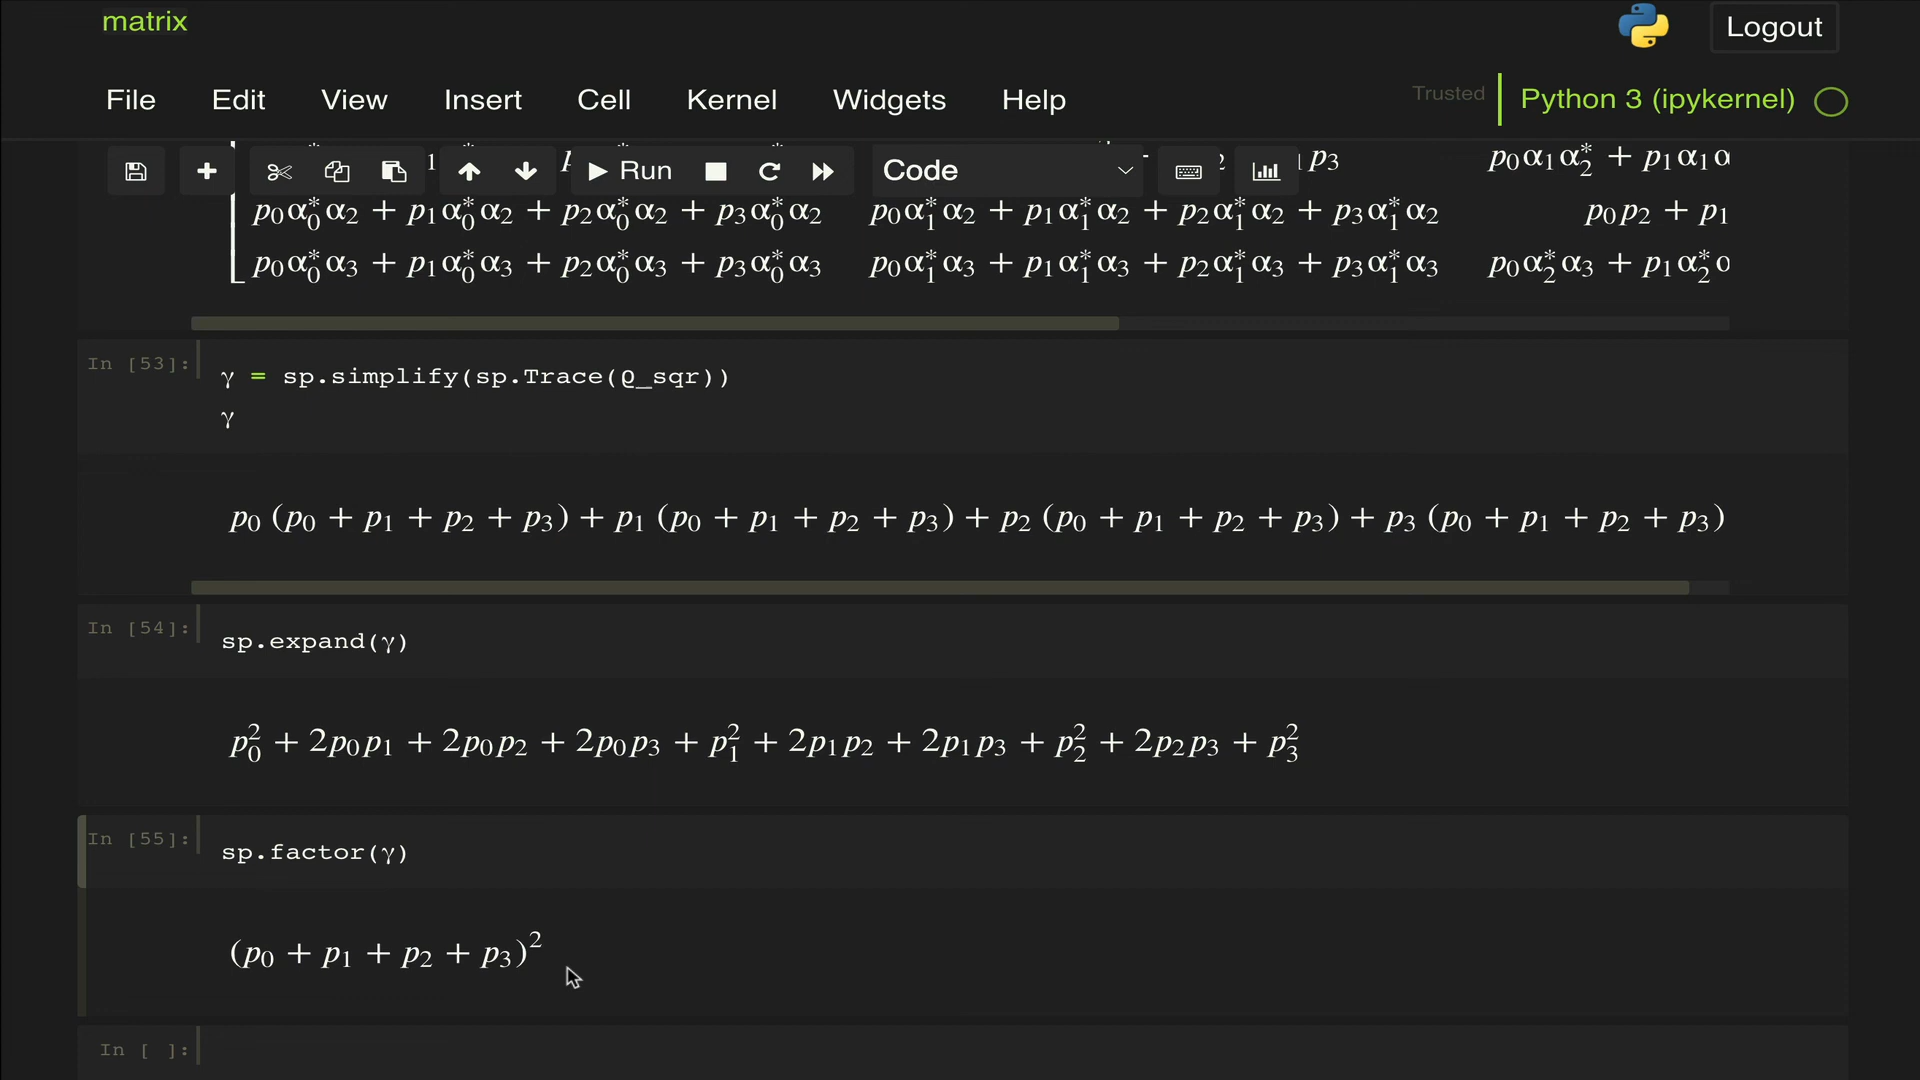 matrix
Logout
File Edit View Insert Cell Kernel Widgets Help Trusted Python 3 (ipykernel)
Run Code
p₃ p₀α₁α₂* + p₁α₁α
p₀α₀*α₂ + p₁α₀*α₂ + p₂α₀*α₂ + p₃α₀*α₂ p₀α₁*α₂ + p₁α₁*α₂ + p₂α₁*α₂ + p₃α₁*α₂ p₀p₂ + p₁
p₀α₀*α₃ + p₁α₀*α₃ + p₂α₀*α₃ + p₃α₀*α₃ p₀α₁*α₃ + p₁α₁*α₃ + p₂α₁*α₃ + p₃α₁*α₃ p₀α₂*α₃ + p₁α₂*α
In [53]: γ = sp.simplify(sp.Trace(Q_sqr))
γ
p₀ (p₀ + p₁ + p₂ + p₃) + p₁ (p₀ + p₁ + p₂ + p₃) + p₂ (p₀ + p₁ + p₂ + p₃) + p₃ (p₀ + p₁ + p₂ + p₃)
In [54]: sp.expand(γ)
p₀² + 2p₀p₁ + 2p₀p₂ + 2p₀p₃ + p₁² + 2p₁p₂ + 2p₁p₃ + p₂² + 2p₂p₃ + p₃²
In [55]: sp.factor(γ)
(p₀ + p₁ + p₂ + p₃)²
In [ ]: